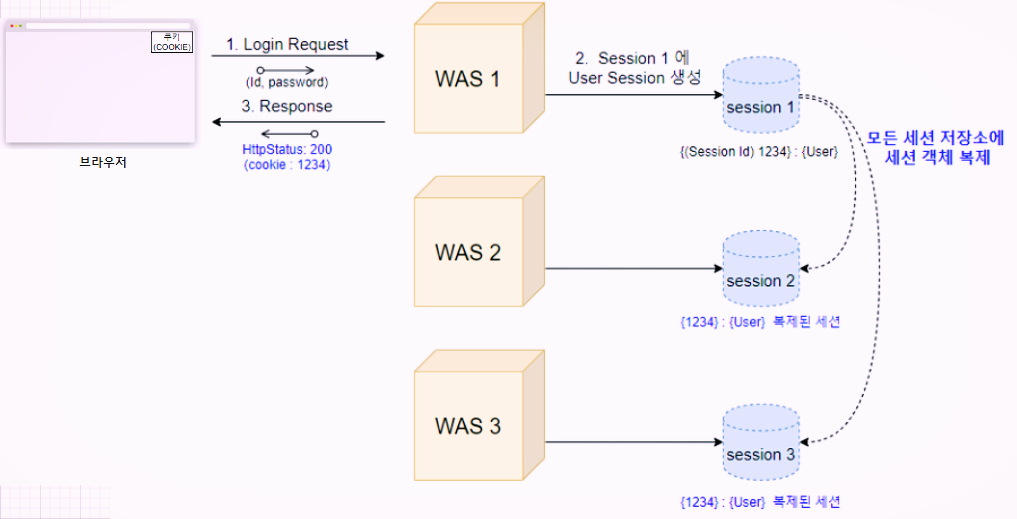 쿠키
(COOKIE)
브라우저
1. Login Request
(Id, password)
3. Response
HttpStatus: 200
(cookie : 1234)
WAS 1
2. Session 1 에
User Session 생성
session 1
{(Session Id) 1234} : {User}
모든 세션 저장소에
세션 객체 복제
WAS 2
session 2
{1234} : {User} 복제된 세션
WAS 3
session 3
{1234} : {User} 복제된 세션